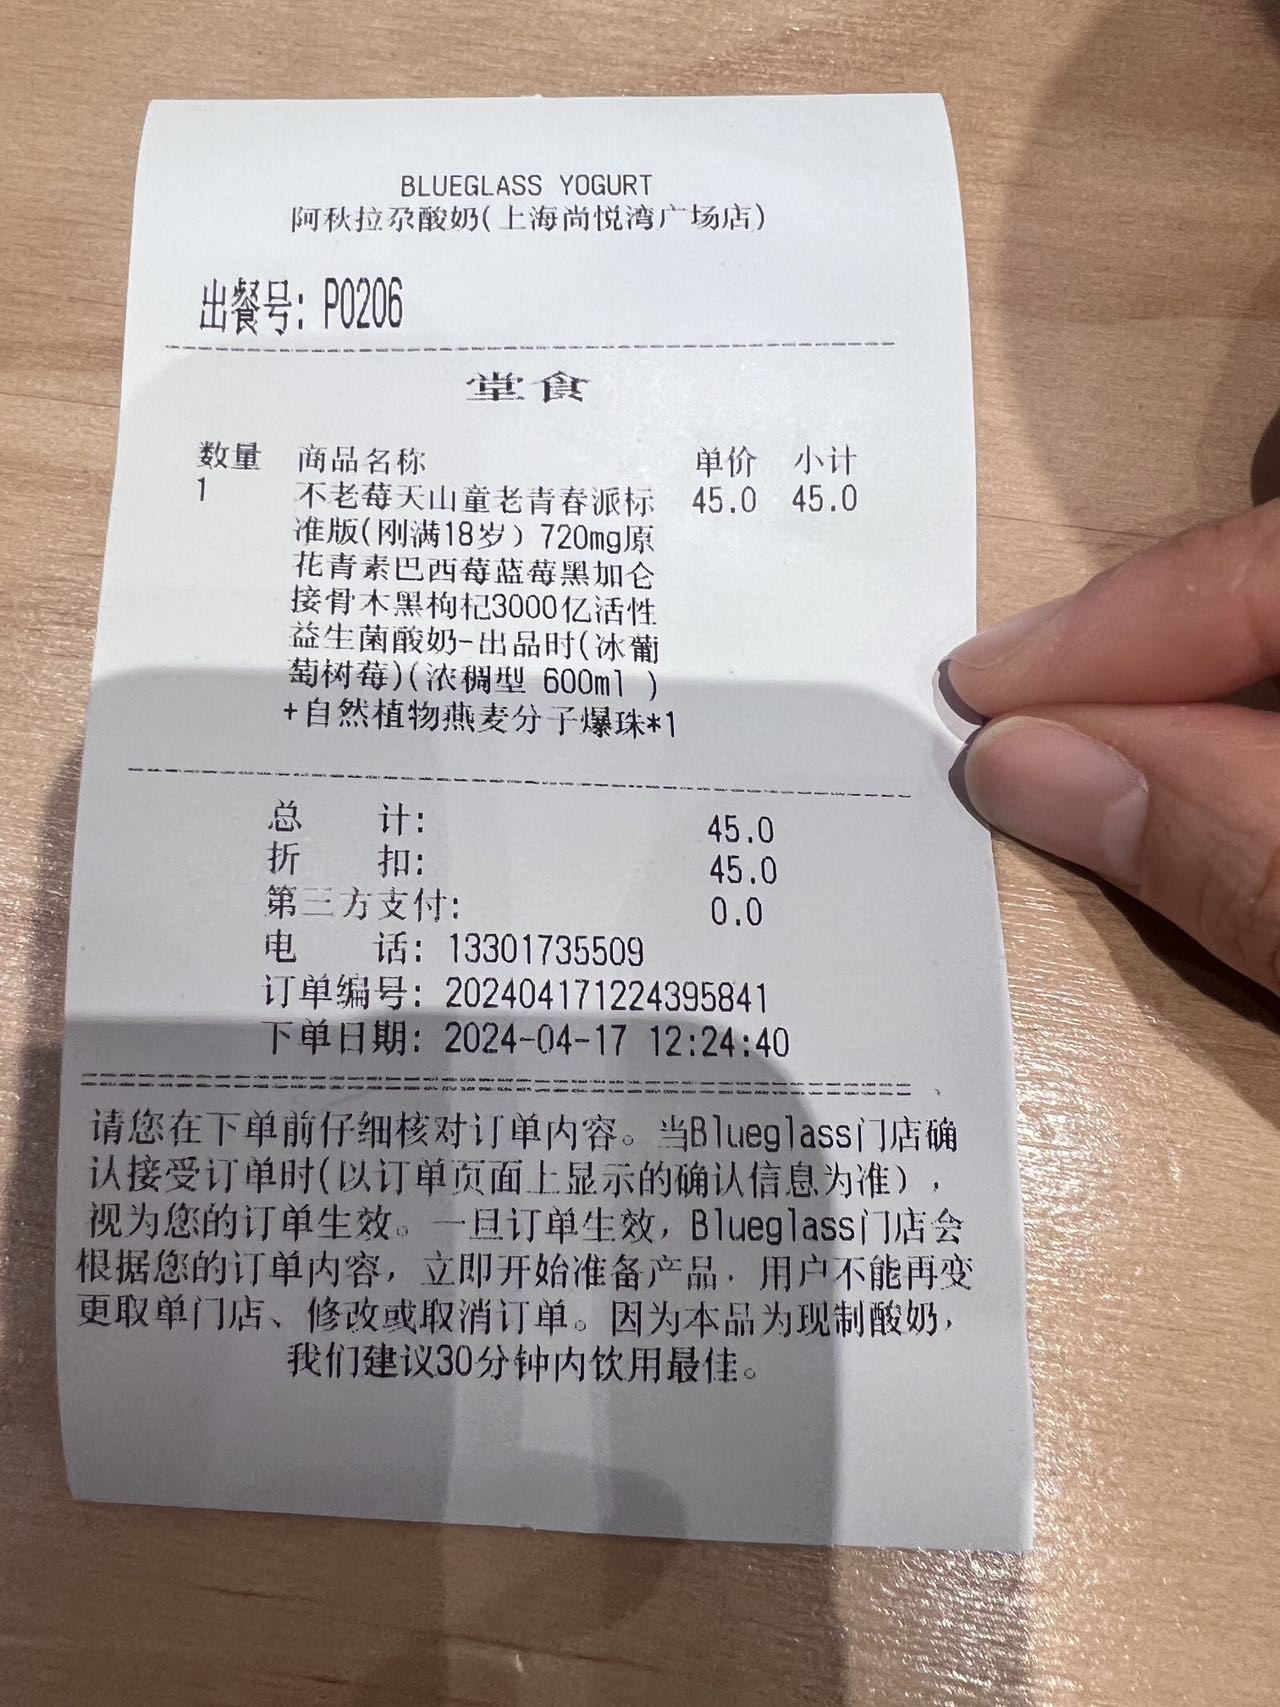 BLUEGLASS YOGURT
阿秋拉尕酸奶(上海尚悦湾广场店)
出餐号: P0206
堂食
数量 商品名称 单价 小计
1 不老莓天山童老青春派标 45.0 45.0
准版(刚满18岁) 720mg原
花青素巴西莓蓝莓黑加仑
接骨木黑枸杞3000亿活性
益生菌酸奶-出品时(冰葡
萄树莓)(浓稠型 600ml )
+自然植物燕麦分子爆珠*1
总 计: 45.0
折 扣: 45.0
第三方支付: 0.0
电 话: 13301735509
订单编号: 202404171224395841
下单日期: 2024-04-17 12:24:40
请您在下单前仔细核对订单内容。当Blueglass门店确
认接受订单时(以订单页面上显示的确认信息为准),
视为您的订单生效。一旦订单生效,Blueglass门店会
根据您的订单内容,立即开始准备产品,用户不能再变
更取单门店、修改或取消订单。因为本品为现制酸奶,
我们建议30分钟内饮用最佳。